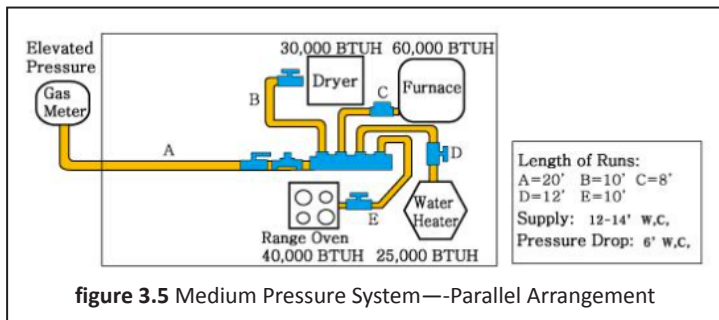 Elevated
Pressure
Gas
Meter
A
B
30,000 BTUH
60,000 BTUH
Dryer
C
Furnace
D
Range Oven
40,000 BTUH
E
Water
Heater
25,000 BTUH
Length of Runs:
A=20' B=10' C=8'
D=12' E=10'
Supply: 12-14' W,C,
Pressure Drop: 6' W,C,
figure 3.5 Medium Pressure System—-Parallel Arrangement